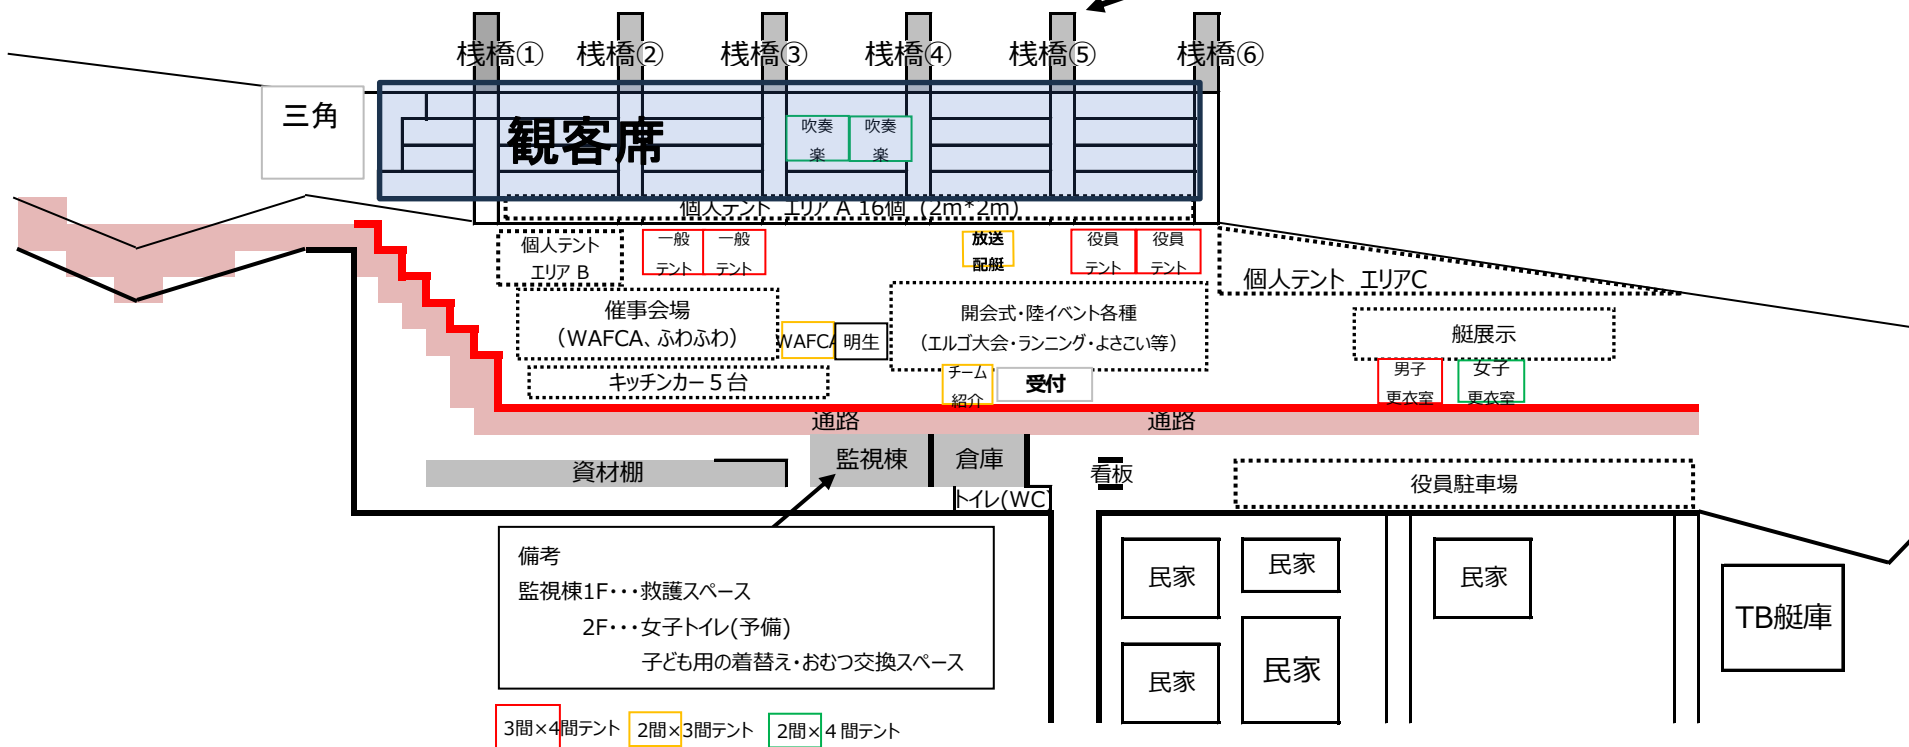 桟橋① 桟橋② 桟橋③ 桟橋④ 桟橋⑤ 桟橋⑥
三角
観客席
吹奏
楽
吹奏
楽
個人テント エリア A 16個 (2m*2m)
個人テント
エリア B
一般
テント
一般
テント
放送
配艇
役員
テント
役員
テント
個人テント エリアC
催事会場
(WAFCA、ふわふわ)
WAFCA
明生
開会式・陸イベント各種
(エルゴ大会・ランニング・よさこい等)
艇展示
キッチンカー 5 台
チーム
紹介
受付
男子
更衣室
女子
更衣室
通路
通路
監視棟
倉庫
資材棚
看板
役員駐車場
トイレ(WC)
備考
監視棟1F・・・救護スペース
2F・・・女子トイレ(予備)
子ども用の着替え・おむつ交換スペース
民家
民家
民家
民家
民家
TB艇庫
3間×4間テント
2間×3間テント
2間×4 間テント